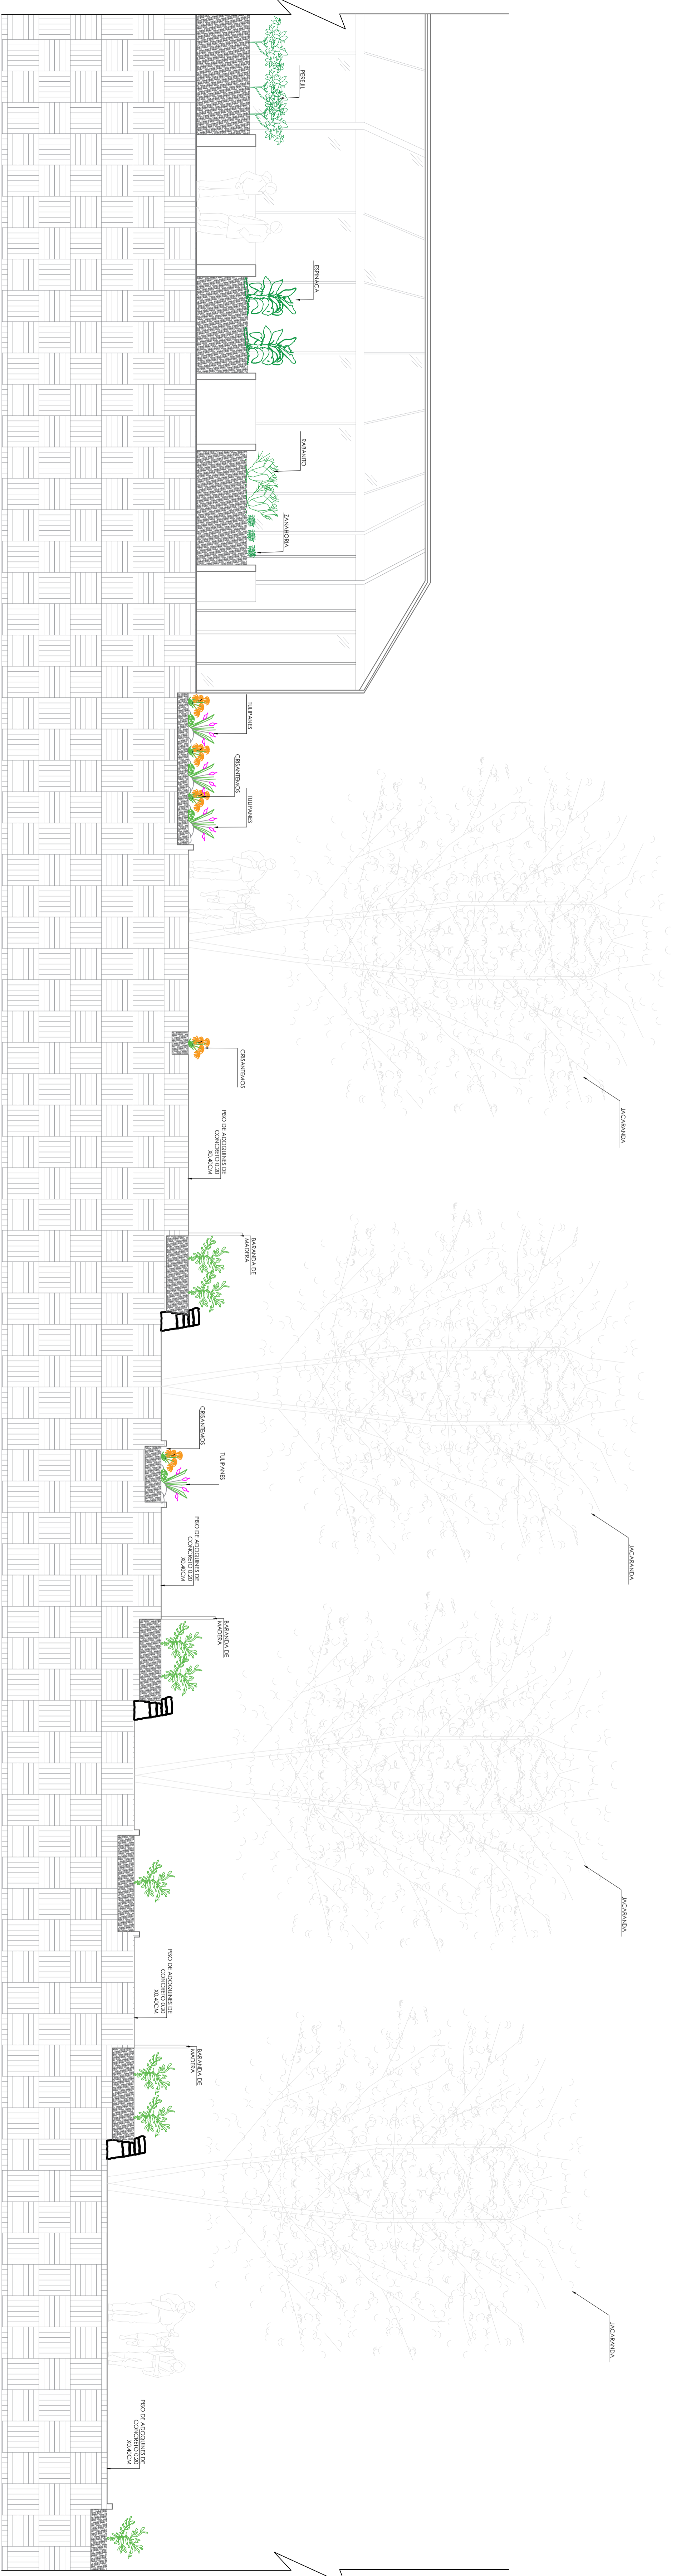 PEREJIL
ESPINACA
RABANITO
ZANAHORIA
TULIPANES
CRISANTEMOS
TULIPANES
CRISANTEMOS
JACARANDA
PISO DE ADOQUINES DE
CONCRETO 0.20
X0.40CM
BARANDA DE
MADERA
CRISANTEMOS
TULIPANES
JACARANDA
PISO DE ADOQUINES DE
CONCRETO 0.20
X0.40CM
BARANDA DE
MADERA
JACARANDA
PISO DE ADOQUINES DE
CONCRETO 0.20
X0.40CM
BARANDA DE
MADERA
JACARANDA
PISO DE ADOQUINES DE
CONCRETO 0.20
X0.40CM